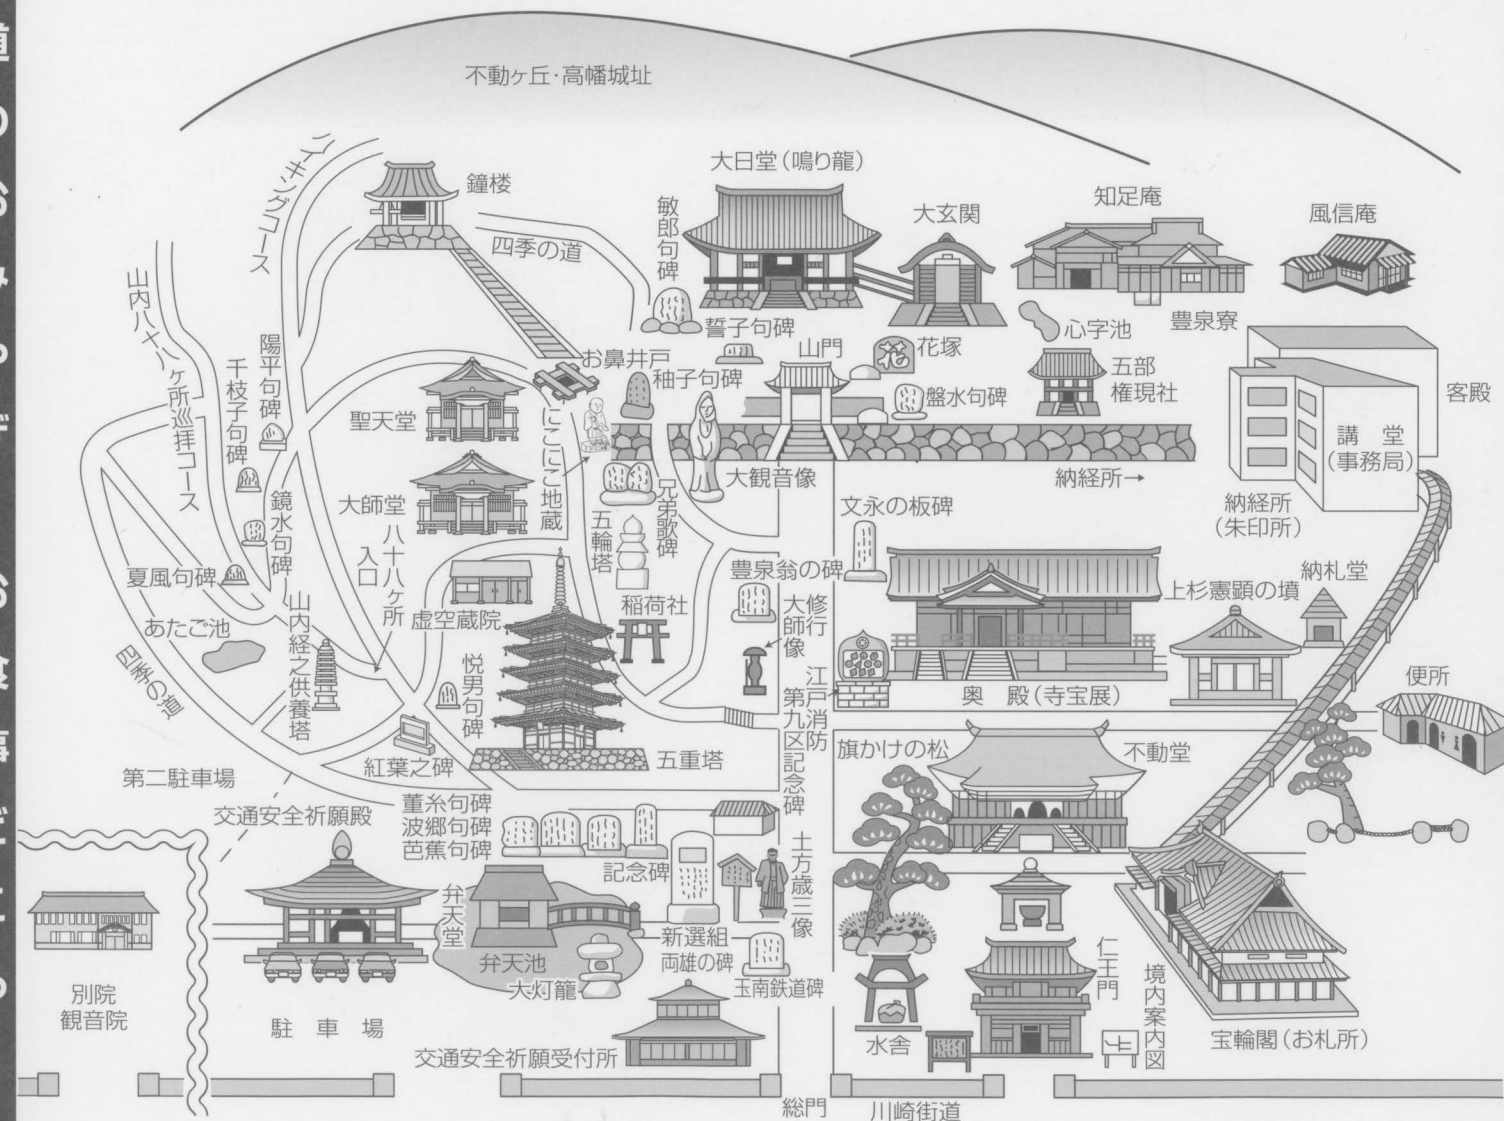 不動ヶ丘・高幡城址
ハイキングコース
鐘楼
四季の道
大日堂（鳴り龍）
敏郎句碑
大玄関
知足庵
風信庵
誓子句碑
心字池
豊泉寮
山内八十八ヶ所巡拝コース
陽平句碑
千枝子句碑
お鼻井戸
山門
花
花塚
柚子句碑
五部
権現社
客殿
聖天堂
盤水句碑
にこにこ地蔵
講堂
（事務局）
大観音像
納経所→
大師堂
鏡水句碑
八十八ヶ所
入口
五輪塔
兄弟歌碑
文永の板碑
納経所
（朱印所）
夏風句碑
豊泉翁の碑
納札堂
上杉憲顕の墳
あたご池
山内経之供養塔
虚空蔵院
稲荷社
修行
大師像
四季の道
悦男句碑
江戸消防
第九区記念碑
奥殿（寺宝展）
便所
紅葉之碑
五重塔
旗かけの松
不動堂
第二駐車場
交通安全祈願殿
董糸句碑
波郷句碑
芭蕉句碑
記念碑
土方歳三像
弁天堂
弁天池
大灯籠
新選組
両雄の碑
玉南鉄道碑
仁王門
境内案内図
別院
観音院
駐車場
交通安全祈願受付所
水舎
宝輪閣（お札所）
総門
川崎街道